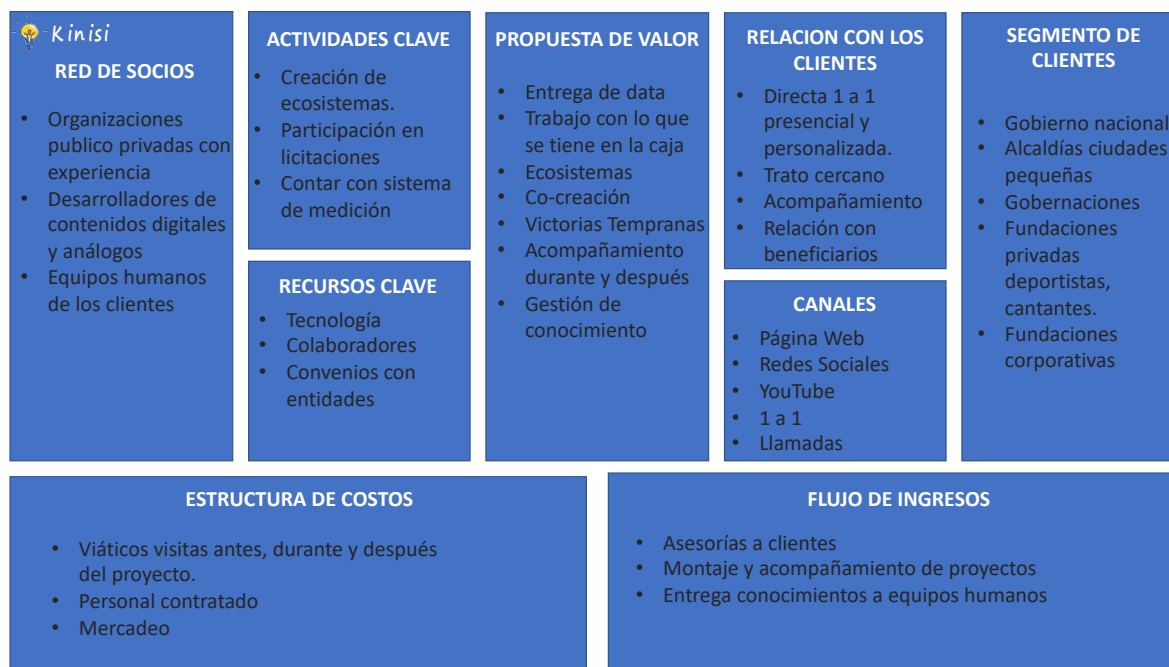 Kinisi
RED DE SOCIOS
• Organizaciones
publico privadas con
experiencia
• Desarrolladores de
contenidos digitales
y análogos
• Equipos humanos
de los clientes
ACTIVIDADES CLAVE
• Creación de
ecosistemas.
• Participación en
licitaciones
• Contar con sistema
de medición
RECURSOS CLAVE
• Tecnología
• Colaboradores
• Convenios con
entidades
PROPUESTA DE VALOR
• Entrega de data
• Trabajo con lo que
se tiene en la caja
• Ecosistemas
• Co-creación
• Victorias Tempranas
• Acompañamiento
durante y después
• Gestión de
conocimiento
RELACION CON LOS
CLIENTES
• Directa 1 a 1
presencial y
personalizada.
• Trato cercano
• Acompañamiento
• Relación con
beneficiarios
CANALES
• Página Web
• Redes Sociales
• YouTube
• 1 a 1
• Llamadas
SEGMENTO DE
CLIENTES
• Gobierno nacional
• Alcaldías ciudades
pequeñas
• Gobernaciones
• Fundaciones
privadas
deportistas,
cantantes.
• Fundaciones
corporativas
ESTRUCTURA DE COSTOS
• Viáticos visitas antes, durante y después
del proyecto.
• Personal contratado
• Mercadeo
FLUJO DE INGRESOS
• Asesorías a clientes
• Montaje y acompañamiento de proyectos
• Entrega conocimientos a equipos humanos